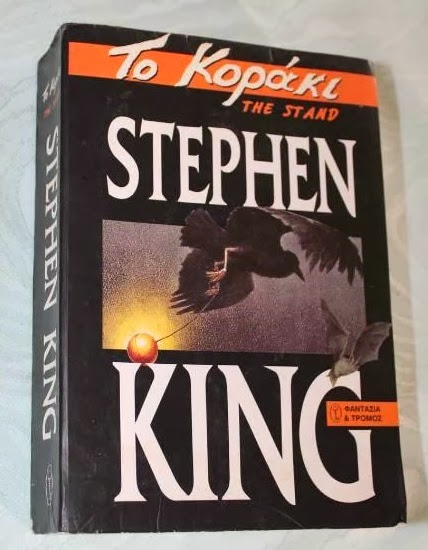 Το Κοράκι
THE STAND
STEPHEN
KING
ΦΑΝΤΑΣΙΑ
& ΤΡΟΜΟΣ
STEPHEN KING